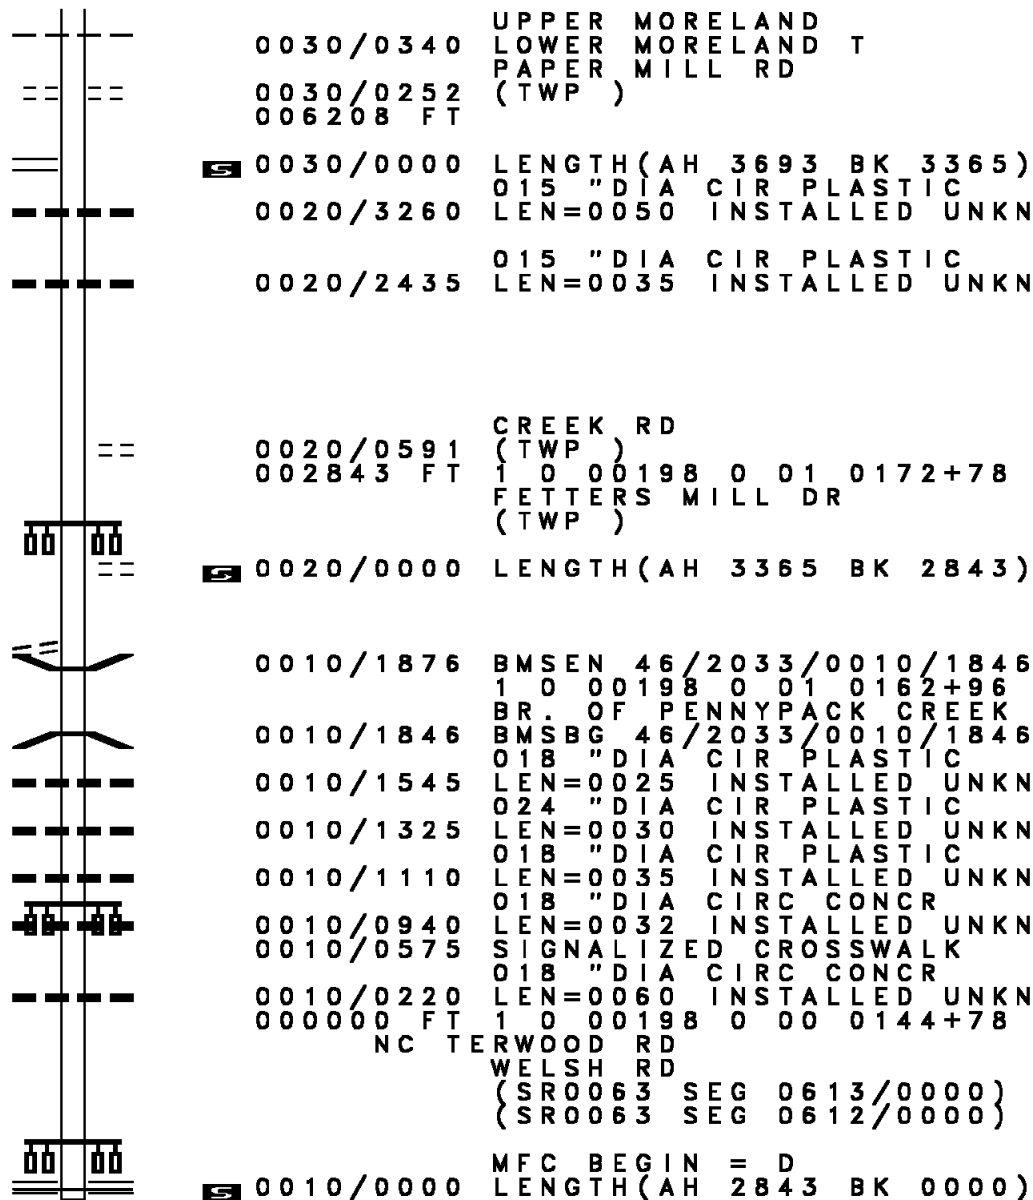 UPPER MORELAND
0030/0340 LOWER MORELAND T
PAPER MILL RD
0030/0252 (TWP )
006208 FT
S 0030/0000 LENGTH(AH 3693 BK 3365)
015 "DIA CIR PLASTIC
0020/3260 LEN=0050 INSTALLED UNKN
015 "DIA CIR PLASTIC
0020/2435 LEN=0035 INSTALLED UNKN
CREEK RD
0020/0591 (TWP )
002843 FT 1 0 00198 0 01 0172+78
FETTERS MILL DR
(TWP )
S 0020/0000 LENGTH(AH 3365 BK 2843)
0010/1876 BMSEN 46/2033/0010/1846
1 0 00198 0 01 0162+96
BR. OF PENNYPACK CREEK
0010/1846 BMSBG 46/2033/0010/1846
018 "DIA CIR PLASTIC
0010/1545 LEN=0025 INSTALLED UNKN
024 "DIA CIR PLASTIC
0010/1325 LEN=0030 INSTALLED UNKN
018 "DIA CIR PLASTIC
0010/1110 LEN=0035 INSTALLED UNKN
018 "DIA CIRC CONCR
0010/0940 LEN=0032 INSTALLED UNKN
0010/0575 SIGNALIZED CROSSWALK
018 "DIA CIRC CONCR
0010/0220 LEN=0060 INSTALLED UNKN
000000 FT 1 0 00198 0 00 0144+78
NC TERWOOD RD
WELSH RD
(SR0063 SEG 0613/0000)
(SR0063 SEG 0612/0000)
MFC BEGIN = D
S 0010/0000 LENGTH(AH 2843 BK 0000)